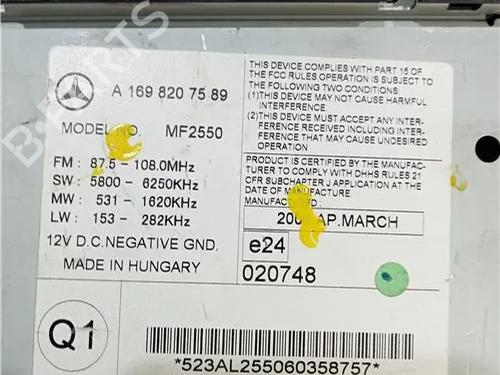 A 169 820 75 89
MODEL NO. MF2550
FM : 87.5 - 108.0MHz
SW : 5800 - 6250KHz
MW : 531 - 1620KHz
LW : 153 - 282KHz
12V D.C.NEGATIVE GND.
MADE IN HUNGARY
THIS DEVICE COMPLIES WITH PART 15 OF
THE FCC RULES OPERATION IS SUBJECT TO
THE FOLLOWING TWO CONDITIONS
(1)THIS DEVICE MAY NOT CAUSE HARMFUL
INTERFERENCE
(2)THIS DEVICE MUST ACCEPT ANY INTER-
FERENCE RECEIVED INCLUDING INTER-
FERENCE THAT MAY CAUSE UNDESIRED
OPERATION
PRODUCT IS CERTIFIED BY THE MANUFAC-
TURER TO COMPLY WITH DHHS RULES 21
CFR SUBCHAPTER J APPLICATION AT THE
DATE OF MANUFACTURE.
MANUFACTURED
MARCH
e24
020748
Q1
*523AL255060358757*
B-PARTS